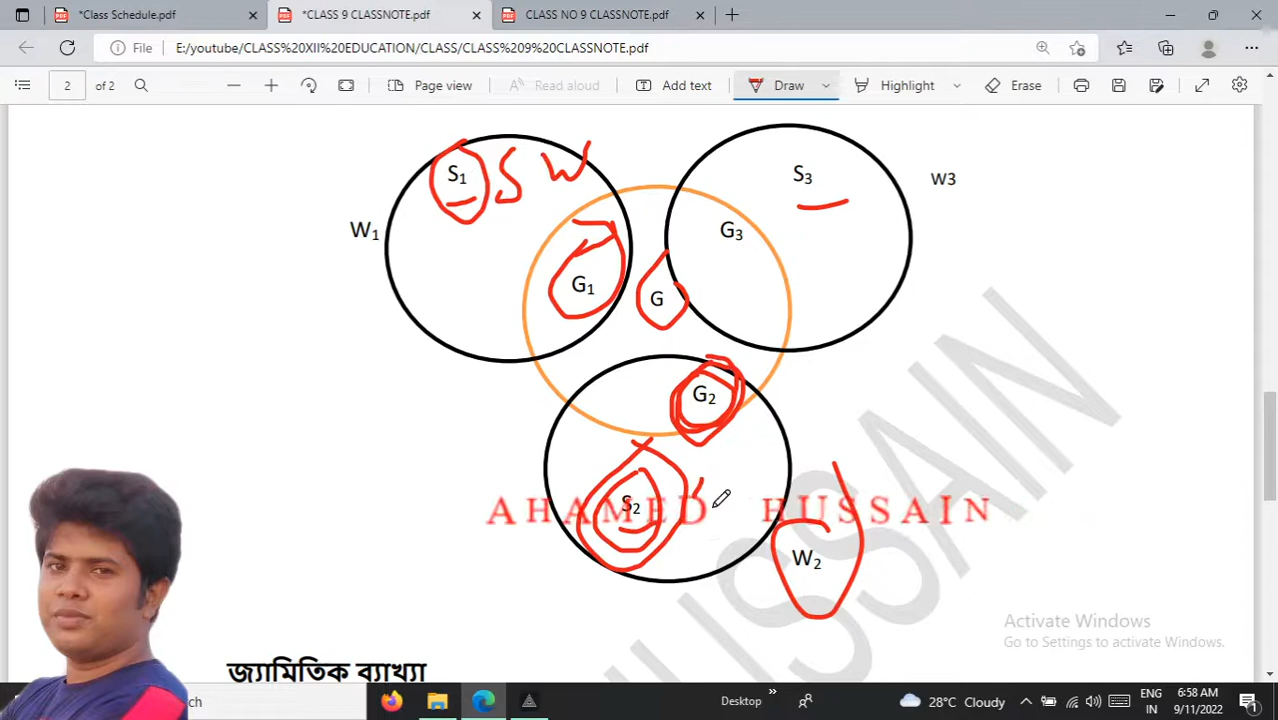 *Class Schedule.pdf
*CLASS 9 CLASSNOTE.pdf
CLASS NO 9 CLASSNOTE.pdf
File
E:/youtube/CLASS%20XII%20EDUCATION/CLASS/CLASS%209%20CLASSNOTE.pdf
2 of 2
Page view
Read aloud
Add text
Draw
Highlight
Erase
S₁ S W
S₃
W3
W₁
G₃
G₁
G
G₂
S₂
AHAMED HUSSAIN
W₂
HUSSAIN
Activate Windows
Go to Settings to activate Windows.
জ্যামিতিক ব্যাখ্যা
rch
Desktop
28°C Cloudy
ENG
IN
6:58 AM
9/11/2022